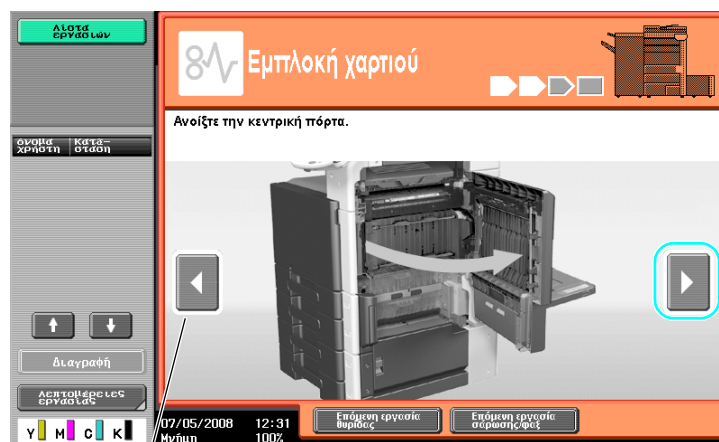 Λίστα
εργασιών
Εμπλοκή χαρτιού
Ανοίξτε την κεντρική πόρτα.
όνομα
χρήστη
Κατά-
σταση
Διαγραφή
Λεπτομέρειες
εργασίας
Y M C K
07/05/2008 12:31
Μνήμη 100%
Επόμενη εργασία
θυρίδας
Επόμενη εργασία
σάρωσης/φαξ